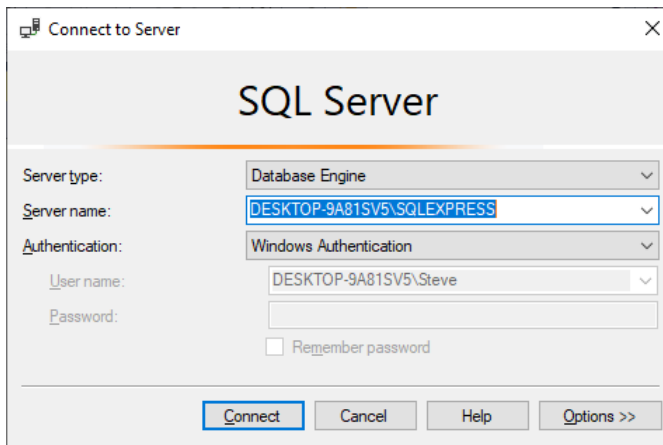 Connect to Server
SQL Server
Server type: Database Engine
Server name: DESKTOP-9A81SV5\SQLEXPRESS
Authentication: Windows Authentication
User name: DESKTOP-9A81SV5\Steve
Password:
Remember password
Connect Cancel Help Options >>